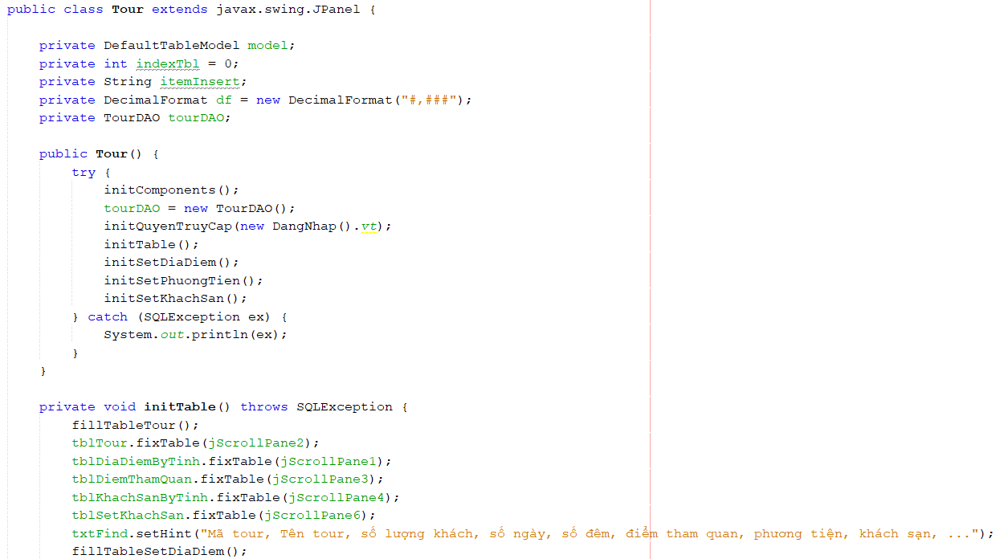 public class Tour extends javax.swing.JPanel {
private DefaultTableModel model;
private int indexTbl = 0;
private String itemInsert;
private DecimalFormat df = new DecimalFormat("#,###");
private TourDAO tourDAO;
public Tour() {
try {
initComponents();
tourDAO = new TourDAO();
initQuyenTruyCap(new DangNhap().vt);
initTable();
initSetDiaDiem();
initSetPhuongTien();
initSetKhachSan();
} catch (SQLException ex) {
System.out.println(ex);
}
}
private void initTable() throws SQLException {
fillTableTour();
tblTour.fixTable(jScrollPane2);
tblDiaDiemByTinh.fixTable(jScrollPane1);
tblDiemThamQuan.fixTable(jScrollPane3);
tblKhachSanByTinh.fixTable(jScrollPane4);
tblSetKhachSan.fixTable(jScrollPane6);
txtFind.setHint("Mã tour, Tên tour, số lượng khách, số ngày, số đêm, điểm tham quan, phương tiện, khách sạn, ...");
fillTableSetDiaDiem();